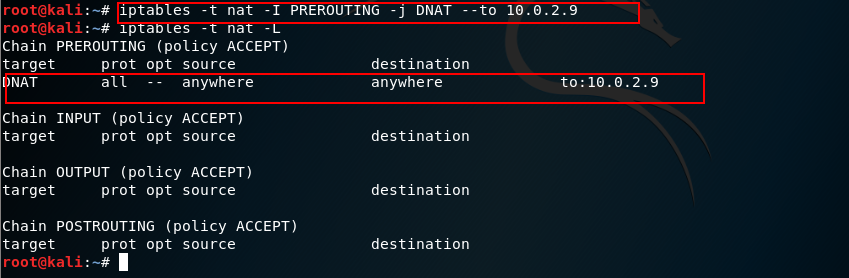 root@kali:~# iptables -t nat -I PREROUTING -j DNAT --to 10.0.2.9
root@kali:~# iptables -t nat -L
Chain PREROUTING (policy ACCEPT)
target     prot opt source               destination
DNAT       all  --  anywhere             anywhere             to:10.0.2.9
Chain INPUT (policy ACCEPT)
target     prot opt source               destination
Chain OUTPUT (policy ACCEPT)
target     prot opt source               destination
Chain POSTROUTING (policy ACCEPT)
target     prot opt source               destination
root@kali:~#